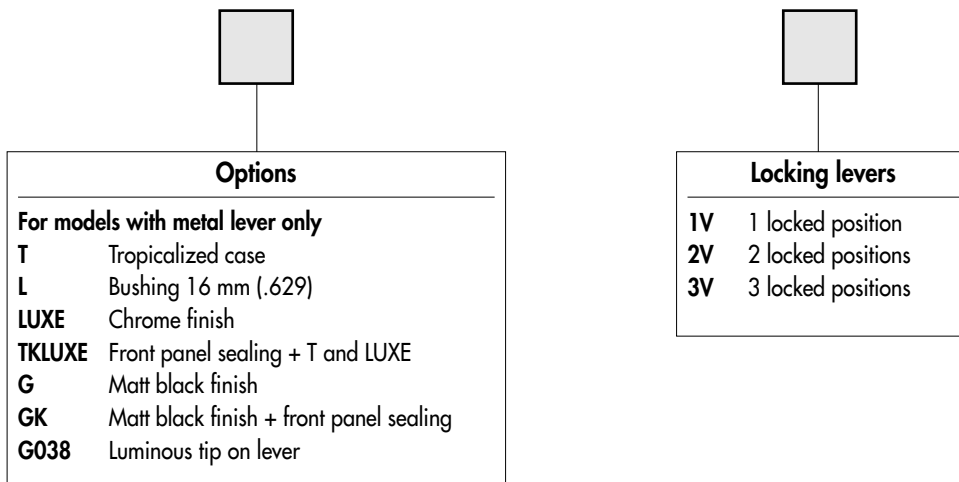 Options
For models with metal lever only
T Tropicalized case
L Bushing 16 mm (.629)
LUXE Chrome finish
TKLUXE Front panel sealing + T and LUXE
G Matt black finish
GK Matt black finish + front panel sealing
G038 Luminous tip on lever
Locking levers
1V 1 locked position
2V 2 locked positions
3V 3 locked positions